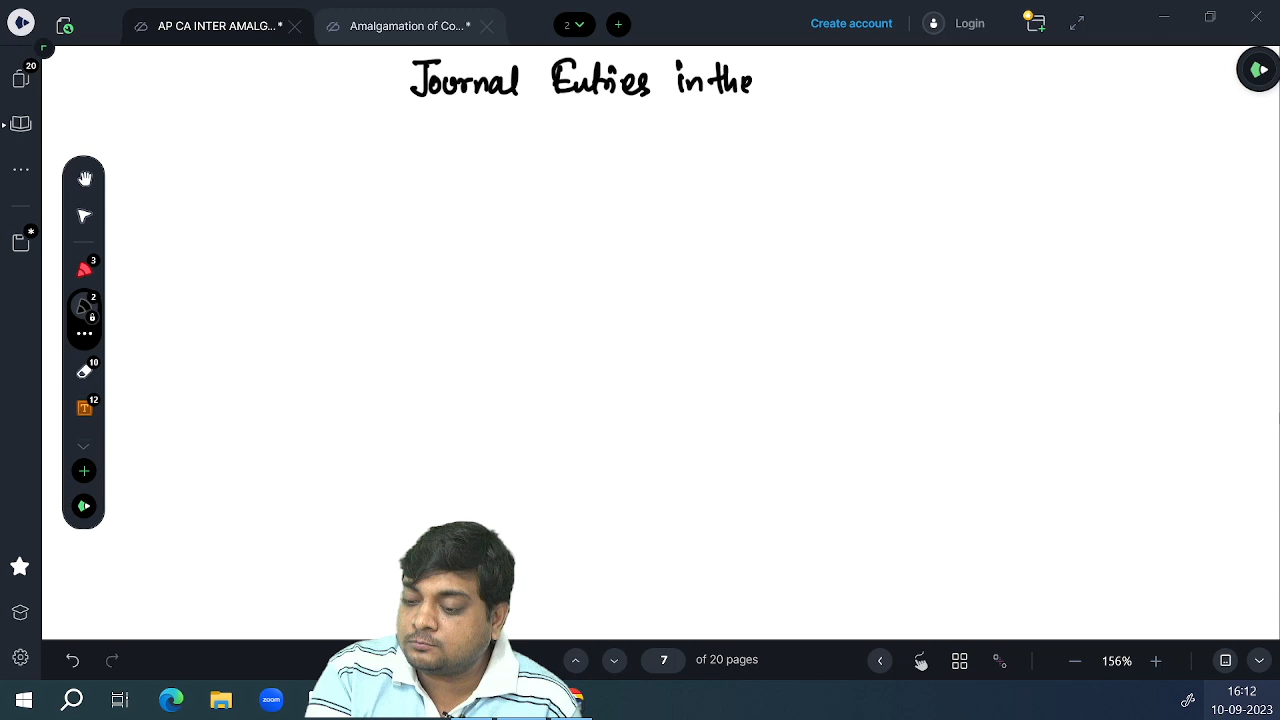 AP CA INTER AMALG...*
Amalgamation of Co...*
2
Create account
Login
20
Journal Entries in the
3
2
10
T
12
7
of 20 pages
156%
zoom
16:12
10-09-2023